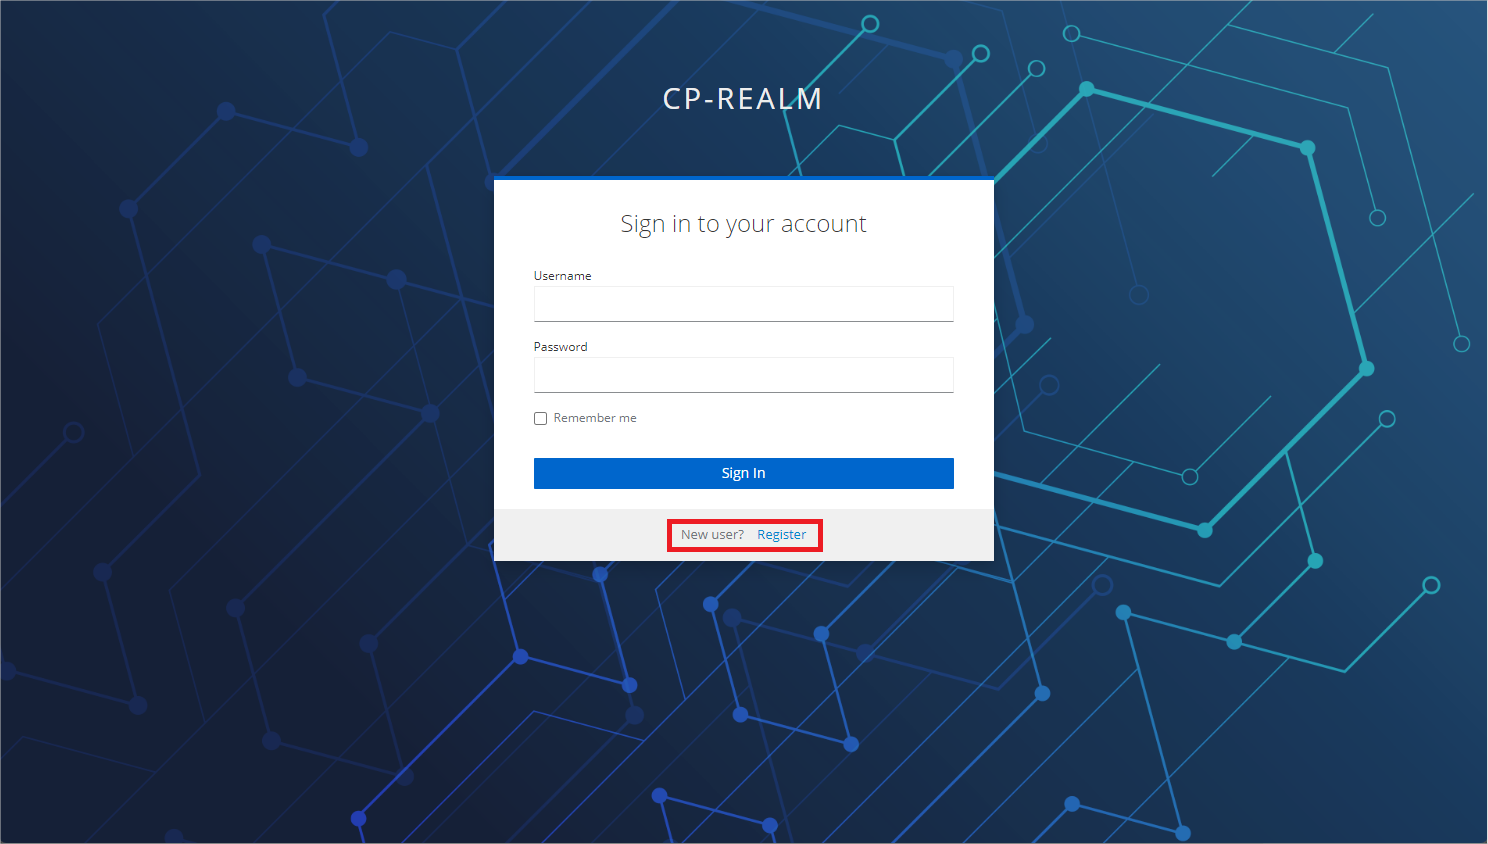 CP-REALM
Sign in to your account
Username
Password
Remember me
Sign In
New user? Register